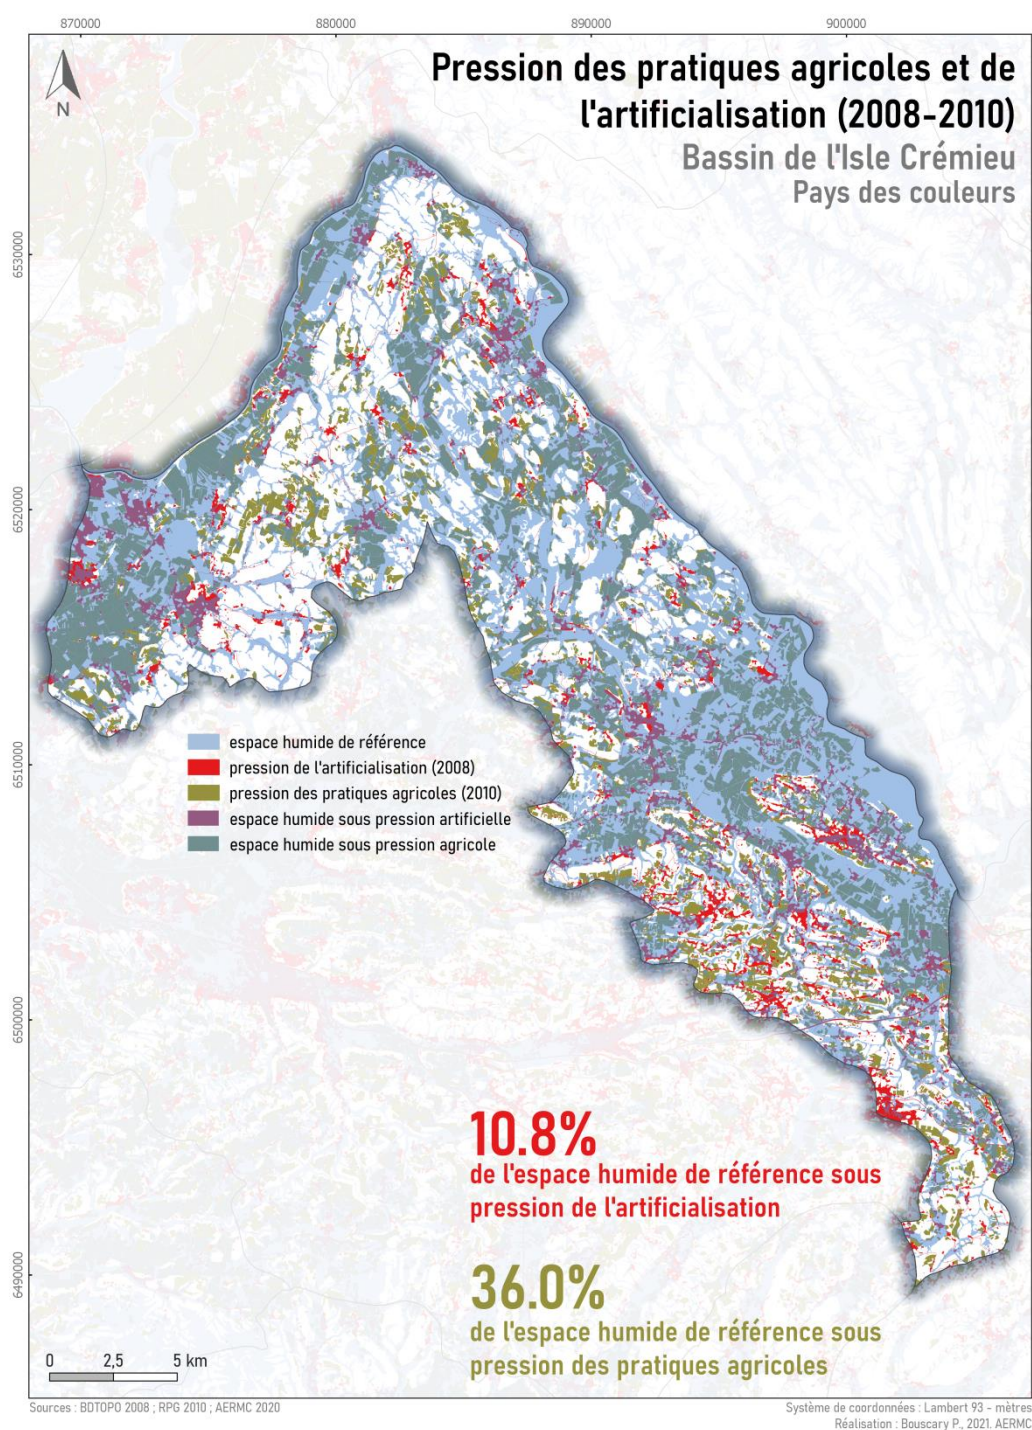 870000
880000
890000
900000
Pression des pratiques agricoles et de
l'artificialisation (2008-2010)
Bassin de l'Isle Crémieu
Pays des couleurs
N
6530000
6520000
6510000
6500000
6490000
espace humide de référence
pression de l'artificialisation (2008)
pression des pratiques agricoles (2010)
espace humide sous pression artificielle
espace humide sous pression agricole
10.8%
de l'espace humide de référence sous
pression de l'artificialisation
36.0%
de l'espace humide de référence sous
pression des pratiques agricoles
0 2,5 5 km
Sources : BDTOPO 2008 ; RPG 2010 ; AERMC 2020
Système de coordonnées : Lambert 93 - mètres
Réalisation : Bouscary P., 2021. AERMC